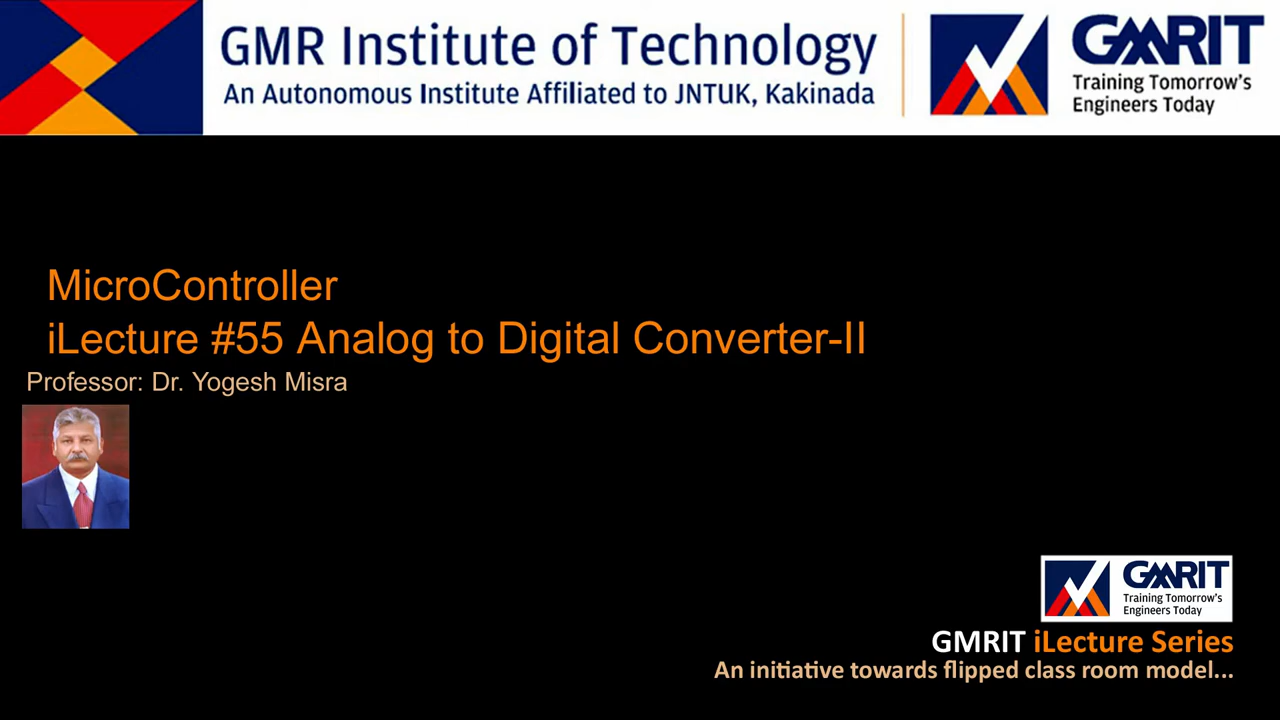 GMR Institute of Technology
An Autonomous Institute Affiliated to JNTUK, Kakinada
GMRIT
Training Tomorrow's
Engineers Today
MicroController
iLecture #55 Analog to Digital Converter-II
Professor: Dr. Yogesh Misra
GMRIT
Training Tomorrow's
Engineers Today
GMRIT iLecture Series
An initiative towards flipped class room model...